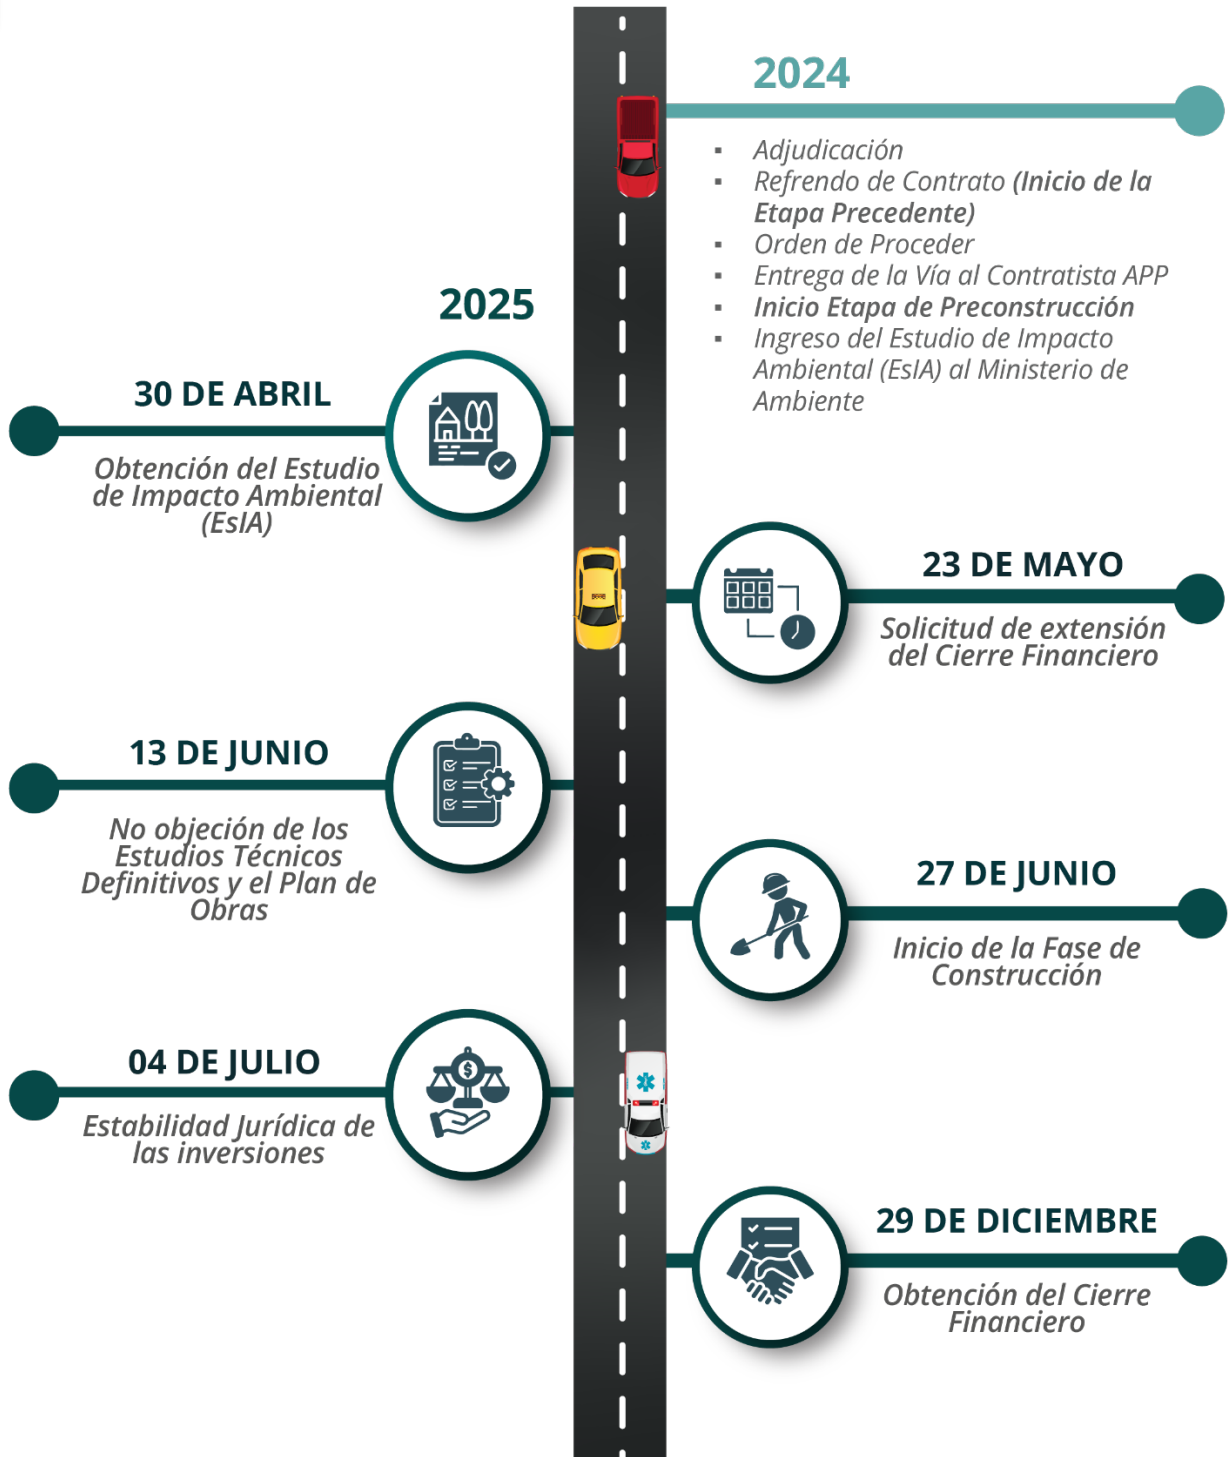 2024
▪ Adjudicación
▪ Refrendo de Contrato (Inicio de la
Etapa Precedente)
▪ Orden de Proceder
▪ Entrega de la Vía al Contratista APP
▪ Inicio Etapa de Preconstrucción
▪ Ingreso del Estudio de Impacto
Ambiental (EsIA) al Ministerio de
Ambiente
2025
30 DE ABRIL
Obtención del Estudio
de Impacto Ambiental
(EsIA)
23 DE MAYO
Solicitud de extensión
del Cierre Financiero
13 DE JUNIO
No objeción de los
Estudios Técnicos
Definitivos y el Plan de
Obras
27 DE JUNIO
Inicio de la Fase de
Construcción
04 DE JULIO
$
Estabilidad Jurídica de
las inversiones
29 DE DICIEMBRE
Obtención del Cierre
Financiero